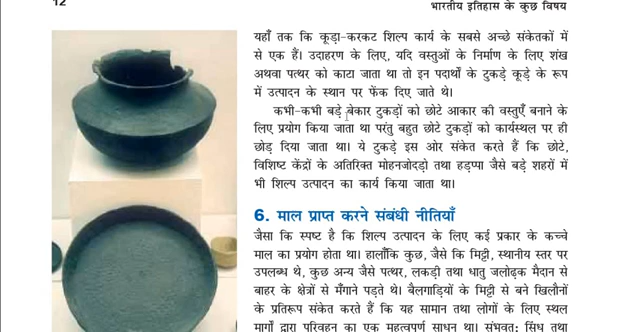 12
भारतीय इतिहास के कुछ विषय
यहाँ तक कि कूड़ा-करकट शिल्प कार्य के सबसे अच्छे संकेतकों में
से एक हैं। उदाहरण के लिए, यदि वस्तुओं के निर्माण के लिए शंख
अथवा पत्थर को काटा जाता था तो इन पदार्थों के टुकड़े कूड़े के रूप
में उत्पादन के स्थान पर फेंक दिए जाते थे।
कभी-कभी बड़े बेकार टुकड़ों को छोटे आकार की वस्तुएँ बनाने के
लिए प्रयोग किया जाता था परंतु बहुत छोटे टुकड़ों को कार्यस्थल पर ही
छोड़ दिया जाता था। ये टुकड़े इस ओर संकेत करते हैं कि छोटे,
विशिष्ट केंद्रों के अतिरिक्त मोहनजोदड़ो तथा हड़प्पा जैसे बड़े शहरों में
भी शिल्प उत्पादन का कार्य किया जाता था।
6. माल प्राप्त करने संबंधी नीतियाँ
जैसा कि स्पष्ट है कि शिल्प उत्पादन के लिए कई प्रकार के कच्चे
माल का प्रयोग होता था। हालाँकि कुछ, जैसे कि मिट्टी, स्थानीय स्तर पर
उपलब्ध थे, कुछ अन्य जैसे पत्थर, लकड़ी तथा धातु जलोढ़क मैदान से
बाहर के क्षेत्रों से मँगाने पड़ते थे। बैलगाड़ियों के मिट्टी से बने खिलौनों
के प्रतिरूप संकेत करते हैं कि यह सामान तथा लोगों के लिए स्थल
मार्गों द्वारा परिवहन का एक महत्वपूर्ण साधन था। संभवत: सिंधु तथा